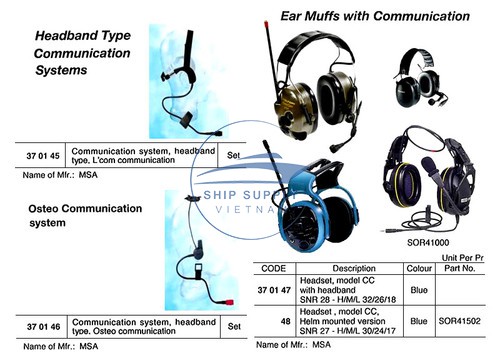 Headband Type
Communication
Systems
37 01 45 Communication system, headband Set
type, L'com communication
Name of Mfr.: MSA
Osteo Communication
system
37 01 46 Communication system, headband Set
type. Osteo communication
Name of Mfr.: MSA
Ear Muffs with Communication
SHIP SUPP
VIETNA
SOR41000
Unit Per Pr
CODE Description Colour Part No.
37 01 47 Headset, model CC Blue
with headband
SNR 28 - H/M/L 32/26/18
48 Headset , model CC, Blue SOR41502
Helm mounted version
SNR 27 - H/M/L 30/24/17
Name of Mfr.: MSA